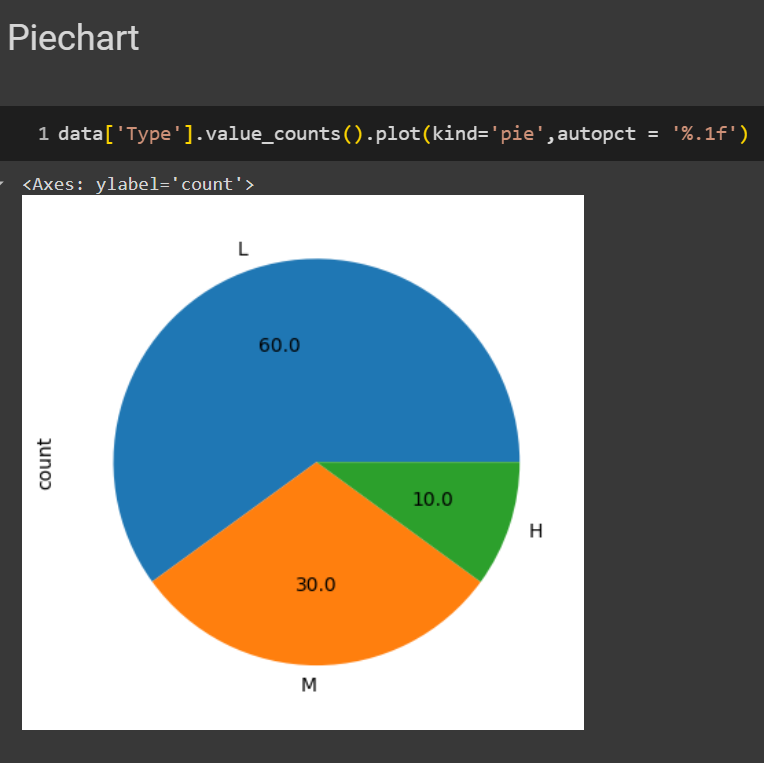 Piechart
1 data['Type'].value_counts().plot(kind='pie',autopct = '%.1f')
<Axes: ylabel='count'>
L
60.0
count
10.0
H
30.0
M